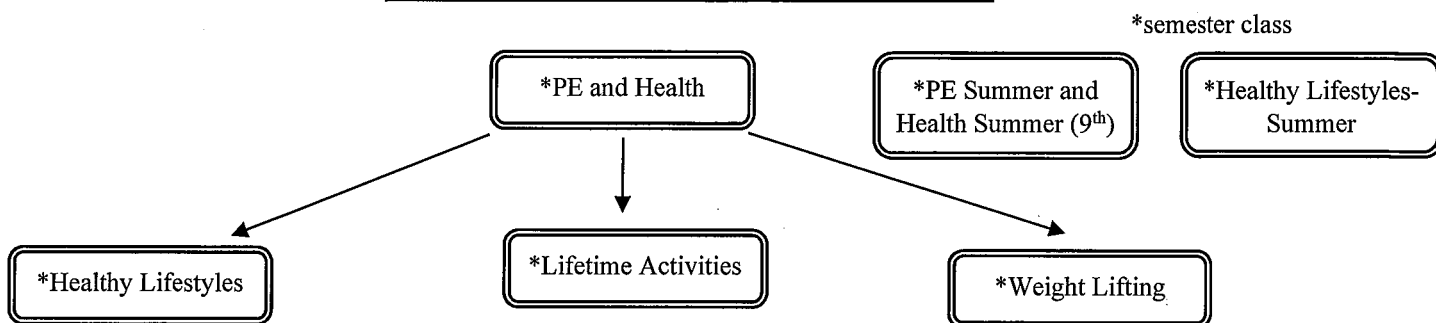 *semester class
*PE and Health
*PE Summer and
Health Summer (9th)
*Healthy Lifestyles-
Summer
*Healthy Lifestyles
*Lifetime Activities
*Weight Lifting